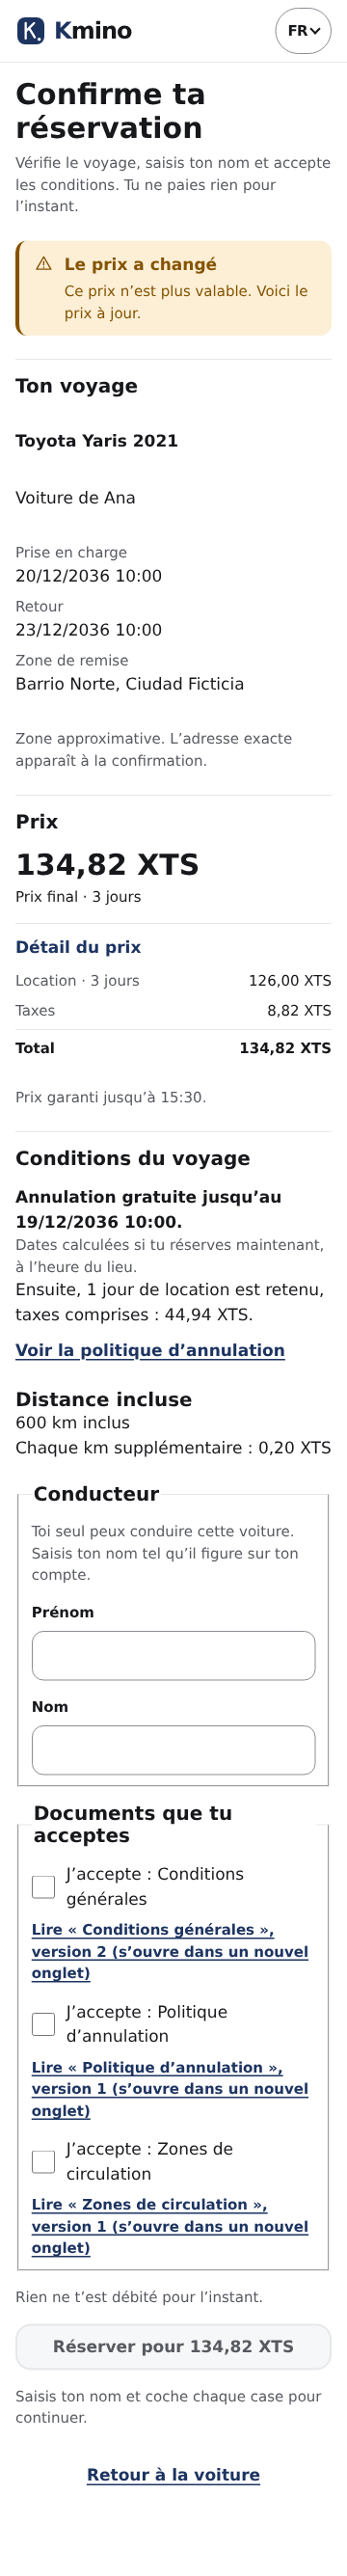 Kmino
FR
Confirme ta
réservation
Vérifie le voyage, saisis ton nom et accepte
les conditions. Tu ne paies rien pour
l’instant.
Le prix a changé
Ce prix n’est plus valable. Voici le
prix à jour.
Ton voyage
Toyota Yaris 2021
Voiture de Ana
Prise en charge
20/12/2036 10:00
Retour
23/12/2036 10:00
Zone de remise
Barrio Norte, Ciudad Ficticia
Zone approximative. L’adresse exacte
apparaît à la confirmation.
Prix
134,82 XTS
Prix final · 3 jours
Détail du prix
Location · 3 jours 126,00 XTS
Taxes 8,82 XTS
Total 134,82 XTS
Prix garanti jusqu’à 15:30.
Conditions du voyage
Annulation gratuite jusqu’au
19/12/2036 10:00.
Dates calculées si tu réserves maintenant,
à l’heure du lieu.
Ensuite, 1 jour de location est retenu,
taxes comprises : 44,94 XTS.
Voir la politique d’annulation
Distance incluse
600 km inclus
Chaque km supplémentaire : 0,20 XTS
Conducteur
Toi seul peux conduire cette voiture.
Saisis ton nom tel qu’il figure sur ton
compte.
Prénom
Nom
Documents que tu
acceptes
J’accepte : Conditions
générales
Lire « Conditions générales »,
version 2 (s’ouvre dans un nouvel
onglet)
J’accepte : Politique
d’annulation
Lire « Politique d’annulation »,
version 1 (s’ouvre dans un nouvel
onglet)
J’accepte : Zones de
circulation
Lire « Zones de circulation »,
version 1 (s’ouvre dans un nouvel
onglet)
Rien ne t’est débité pour l’instant.
Réserver pour 134,82 XTS
Saisis ton nom et coche chaque case pour
continuer.
Retour à la voiture